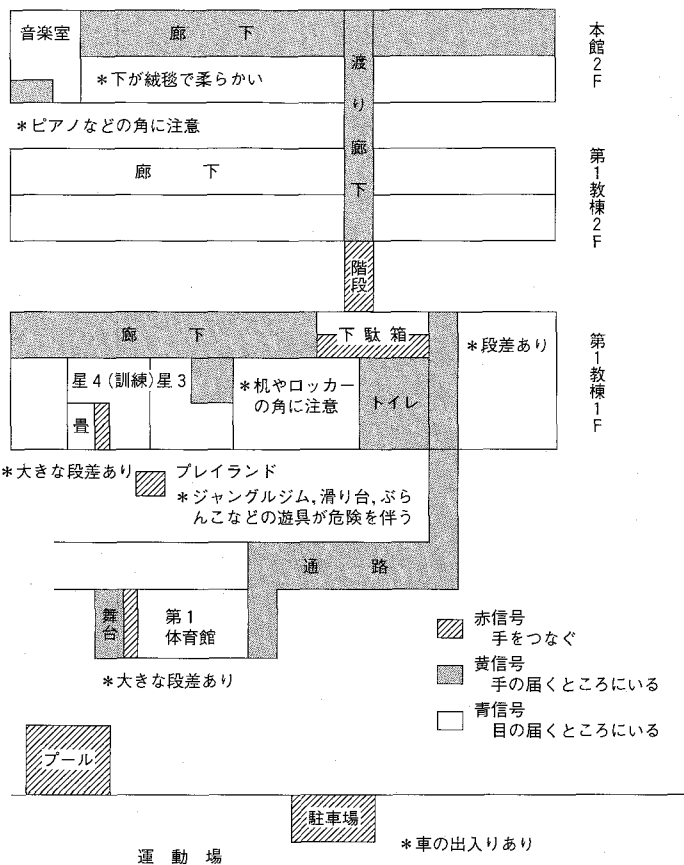 音楽室
廊下
本館2F
*下が絨毯で柔らかい
渡り廊下
*ピアノなどの角に注意
廊下
第1教棟2F
階段
廊下
下駄箱
*段差あり
第1教棟1F
星4(訓練)星3
*机やロッカーの角に注意
トイレ
畳
*大きな段差あり
プレイランド
*ジャングルジム,滑り台,ぶら
んこなどの遊具が危険を伴う
通路
舞台
第1
体育館
赤信号
手をつなぐ
*大きな段差あり
黄信号
手の届くところにいる
青信号
目の届くところにいる
プール
駐車場
*車の出入りあり
運動場